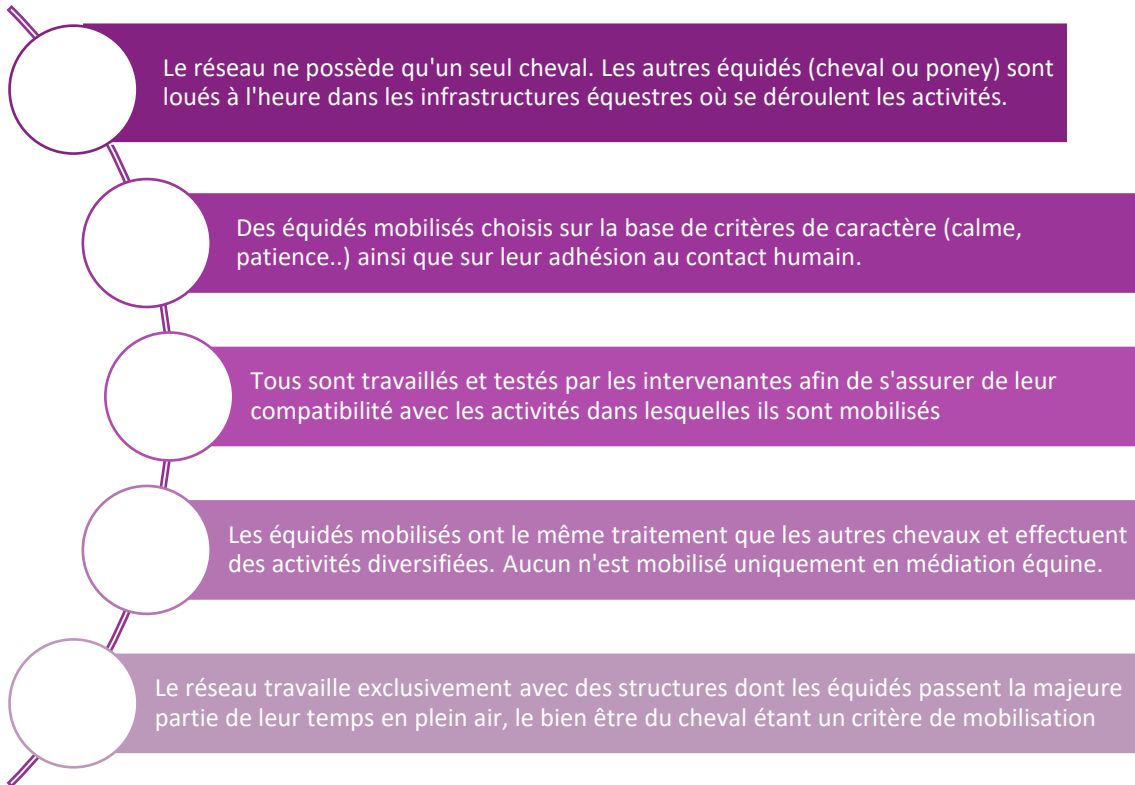 Le réseau ne possède qu'un seul cheval. Les autres équidés (cheval ou poney) sont
loués à l'heure dans les infrastructures équestres où se déroulent les activités.
Des équidés mobilisés choisis sur la base de critères de caractère (calme,
patience..) ainsi que sur leur adhésion au contact humain.
Tous sont travaillés et testés par les intervenantes afin de s'assurer de leur
compatibilité avec les activités dans lesquelles ils sont mobilisés
Les équidés mobilisés ont le même traitement que les autres chevaux et effectuent
des activités diversifiées. Aucun n'est mobilisé uniquement en médiation équine.
Le réseau travaille exclusivement avec des structures dont les équidés passent la majeure
partie de leur temps en plein air, le bien être du cheval étant un critère de mobilisation